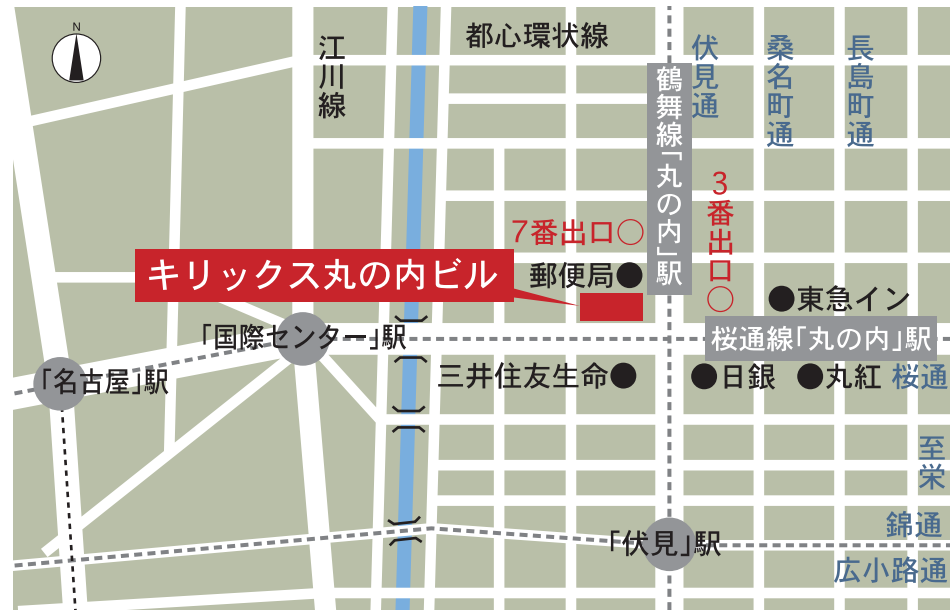 N
都心環状線
江川線
伏見通
桑名町通
長島町通
鶴舞線「丸の内」駅
3番出口○
7番出口○
郵便局●
キリックス丸の内ビル
●東急イン
「国際センター」駅
桜通線「丸の内」駅
「名古屋」駅
三井住友生命●
●日銀
●丸紅
桜通
至栄
錦通
「伏見」駅
広小路通